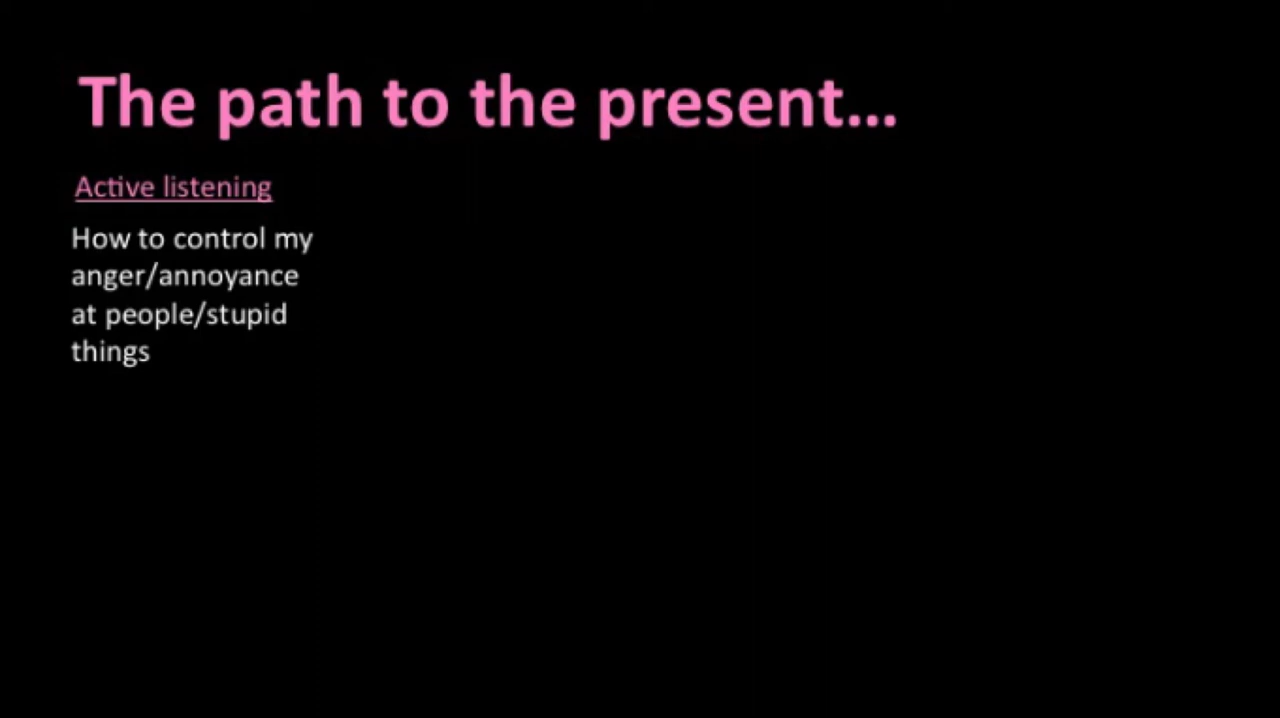 The path to the present...
Active listening
How to control my
anger/annoyance
at people/stupid
things